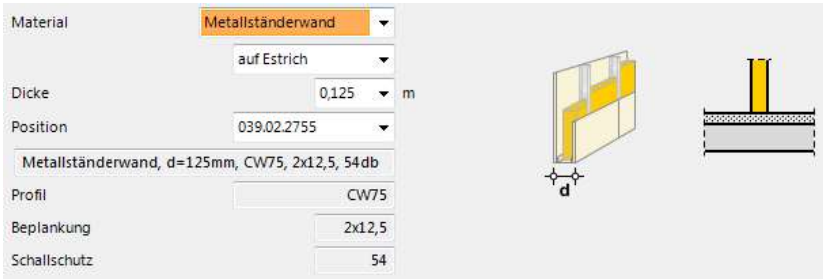 Material Metallständerwand
auf Estrich
Dicke 0,125 m
Position 039.02.2755
Metallständerwand, d=125mm, CW75, 2x12,5, 54db
Profil CW75
Beplankung 2x12,5
Schallschutz 54
d